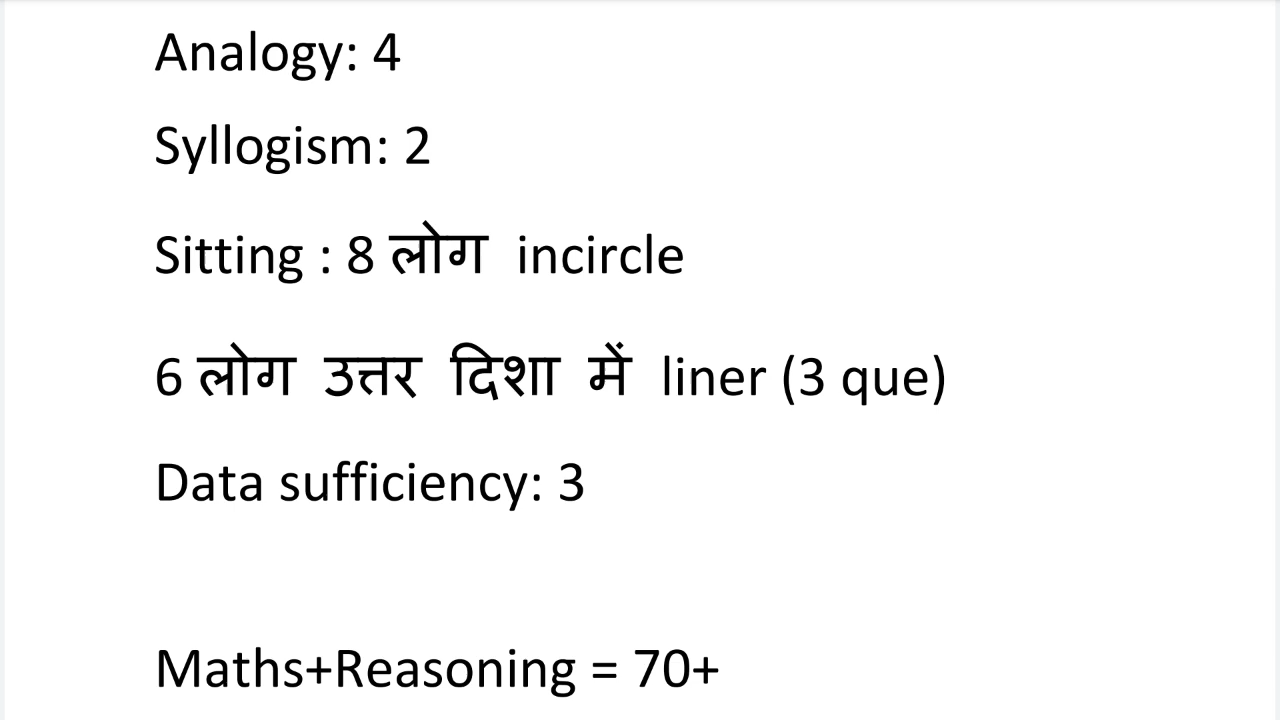 Analogy: 4
Syllogism: 2
Sitting : 8 लोग incircle
6 लोग उत्तर दिशा में liner (3 que)
Data sufficiency: 3
Maths+Reasoning = 70+